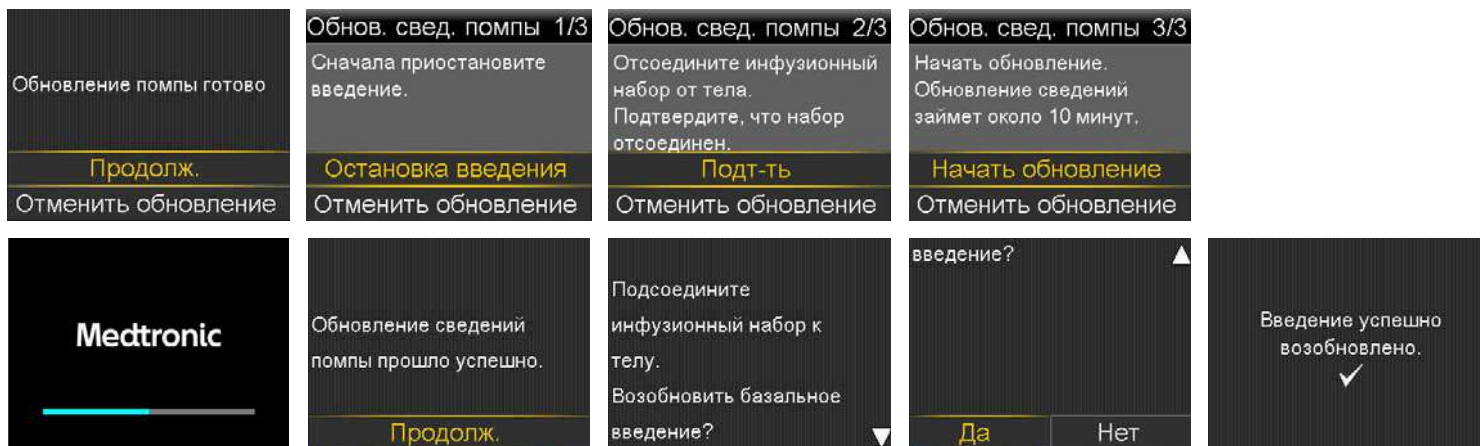 Обновление помпы готово
Продолж.
Отменить обновление
Обнов. свед. помпы 1/3
Сначала приостановите
введение.
Остановка введения
Отменить обновление
Обнов. свед. помпы 2/3
Отсоедините инфузионный
набор от тела.
Подтвердите, что набор
отсоединен.
Подт-ть
Отменить обновление
Обнов. свед. помпы 3/3
Начать обновление.
Обновление сведений
займет около 10 минут.
Начать обновление
Отменить обновление
Medtronic
Обновление сведений
помпы прошло успешно.
Продолж.
Подсоедините
инфузионный набор к
телу.
Возобновить базальное
введение?
введение?
Да Нет
Введение успешно
возобновлено.